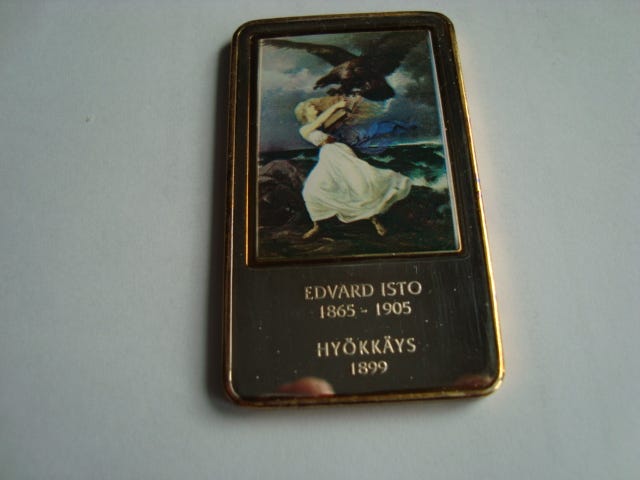 EDVARD ISTO
1865 - 1905
HYÖKKÄYS
1899